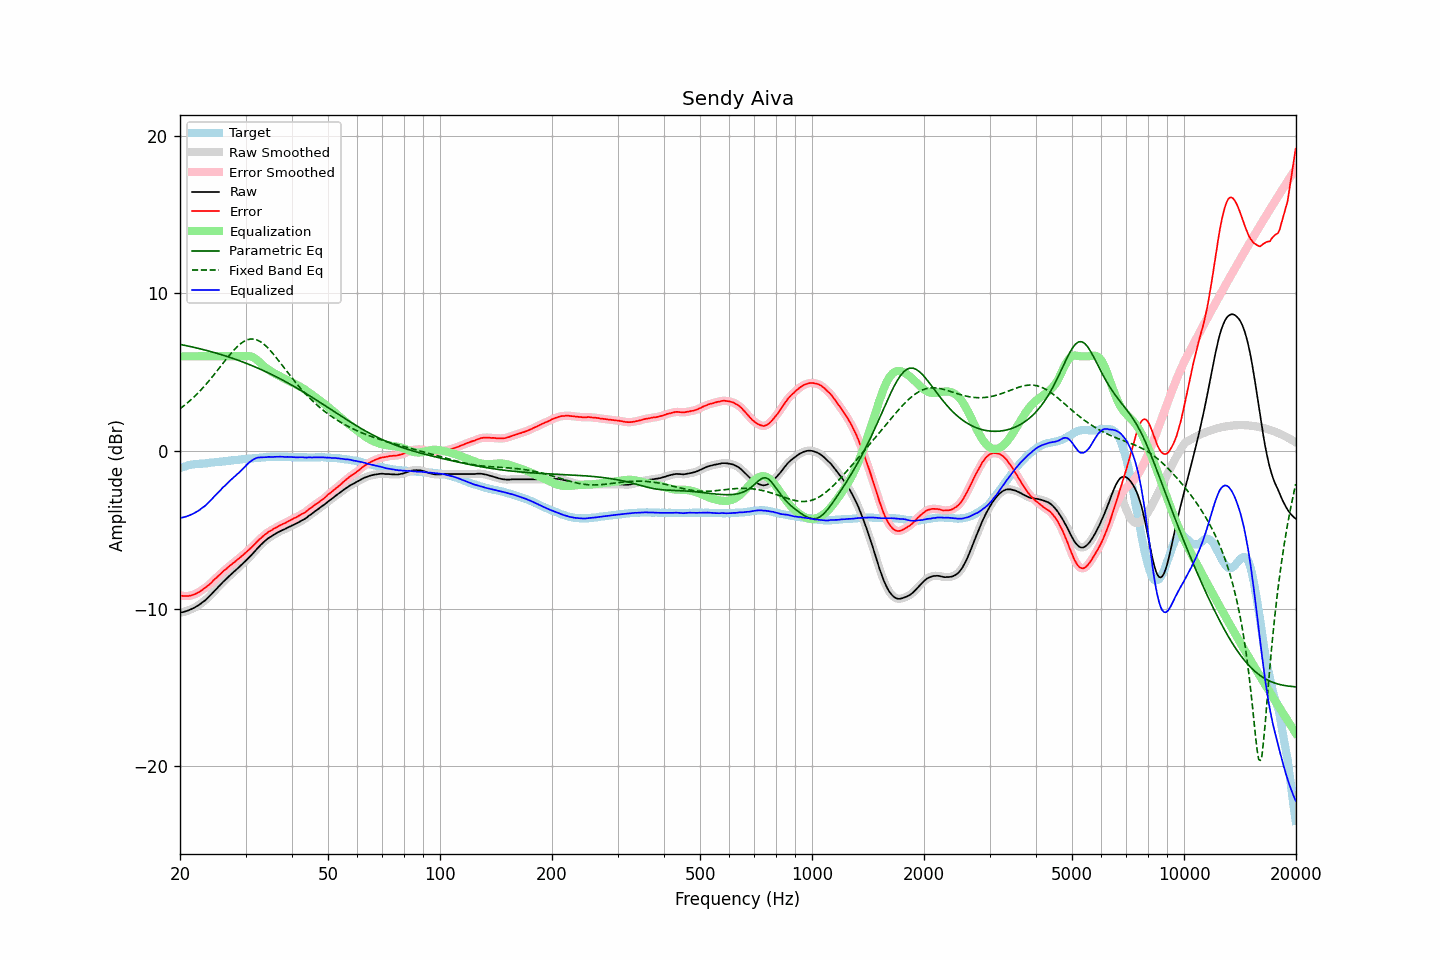 Sendy Aiva
Target
Raw Smoothed
Error Smoothed
Raw
Error
Equalization
Parametric Eq
Fixed Band Eq
Equalized
20
10
0
−10
−20
Amplitude (dBr)
20 50 100 200 500 1000 2000 5000 10000 20000
Frequency (Hz)